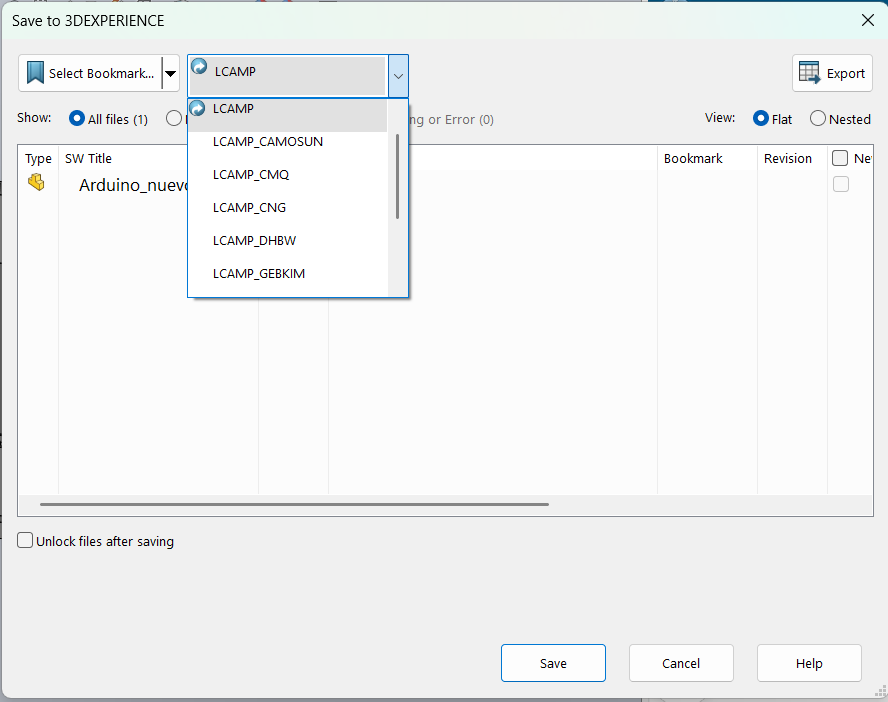 Save to 3DEXPERIENCE
Select Bookmark... LCAMP Export
Show: All files (1) ng or Error (0) View: Flat Nested
LCAMP
LCAMP_CAMOSUN
LCAMP_CMQ
LCAMP_CNG
LCAMP_DHBW
LCAMP_GEBKIM
Type SW Title Bookmark Revision Ne
Arduino_nuevo
Unlock files after saving
Save Cancel Help